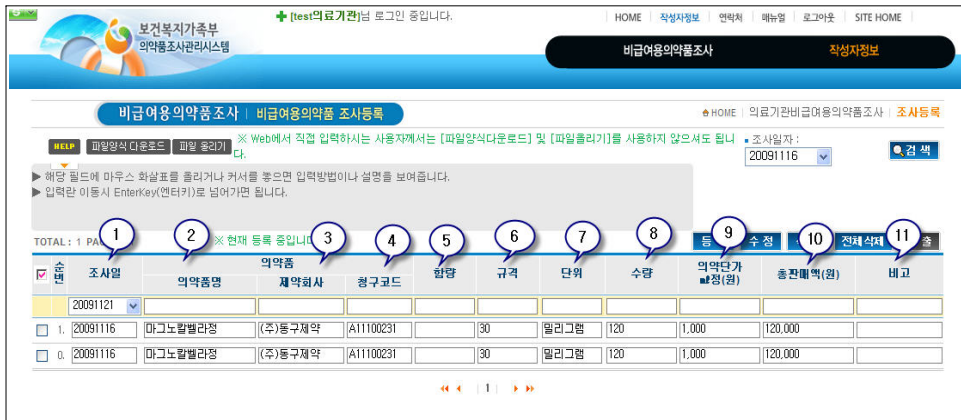 보건복지가족부
의약품조사관리시스템
[test의료기관]님 로그인 중입니다.
HOME 작성자정보 연락처 매뉴얼 로그아웃 SITE HOME
비급여용의약품조사 작성자정보
비급여용의약품조사 | 비급여용의약품 조사등록
HOME | 의료기관비급여용의약품조사 | 조사등록
HELP 파일양식 다운로드 파일 올리기 ※ Web에서 직접 입력하시는 사용자께서는 [파일양식다운로드] 및 [파일올리기]를 사용하지 않으셔도 됩니다.
조사일자 :
20091116 검색
▶ 해당 필드에 마우스 화살표를 올리거나 커서를 놓으면 입력방법이나 설명을 보여줍니다.
▶ 입력란 이동시 EnterKey(엔터키)로 넘어가면 됩니다.
1 2 3 4 5 6 7 8 9 10 11
TOTAL: 1 ※ 현재 등록 중입니다 수정 전체삭제
순번 조사일 의약품 함량 규격 단위 수량 의약단가 총판매액(원) 비고
의약품명 제약회사 청구코드
20091121
1. 20091116 마그노칼벨라정 (주)동구제약 A11100231 30 밀리그램 120 1,000 120,000
0. 20091116 마그노칼벨라정 (주)동구제약 A11100231 30 밀리그램 120 1,000 120,000
1